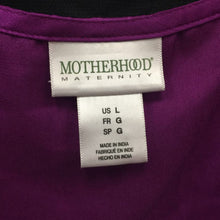 MOTHERHOOD
MATERNITY
US L
FR G
SP G
MADE IN INDIA
FABRIQUÉ EN INDE
HECHO EN INDIA